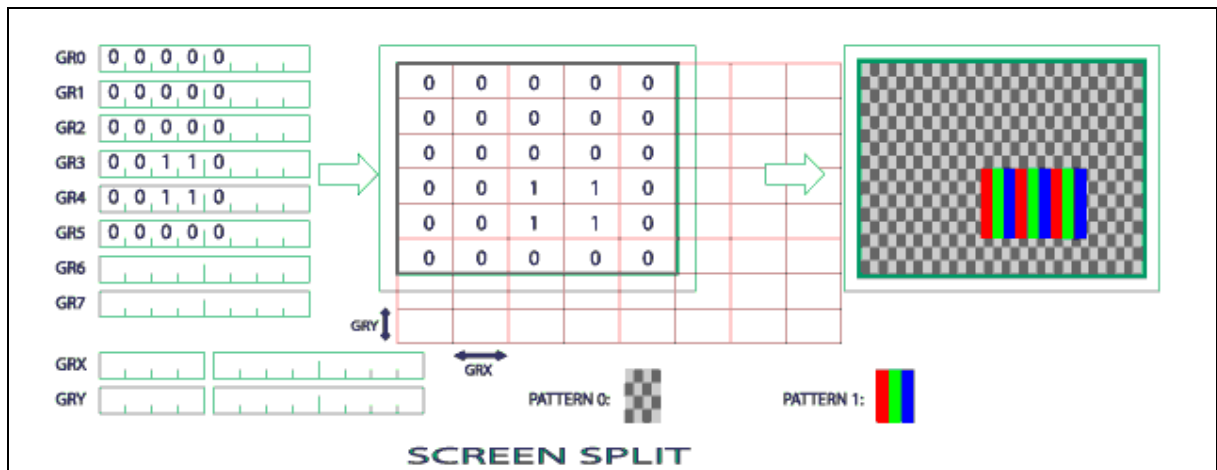 GR0 0 0 0 0 0
GR1 0 0 0 0 0
GR2 0 0 0 0 0
GR3 0 0 1 1 0
GR4 0 0 1 1 0
GR5 0 0 0 0 0
GR6
GR7
GRX
GRY
0 0 0 0 0
0 0 0 0 0
0 0 0 0 0
0 0 1 1 0
0 0 1 1 0
0 0 0 0 0
GRY
GRX
PATTERN 0:
PATTERN 1:
SCREEN SPLIT